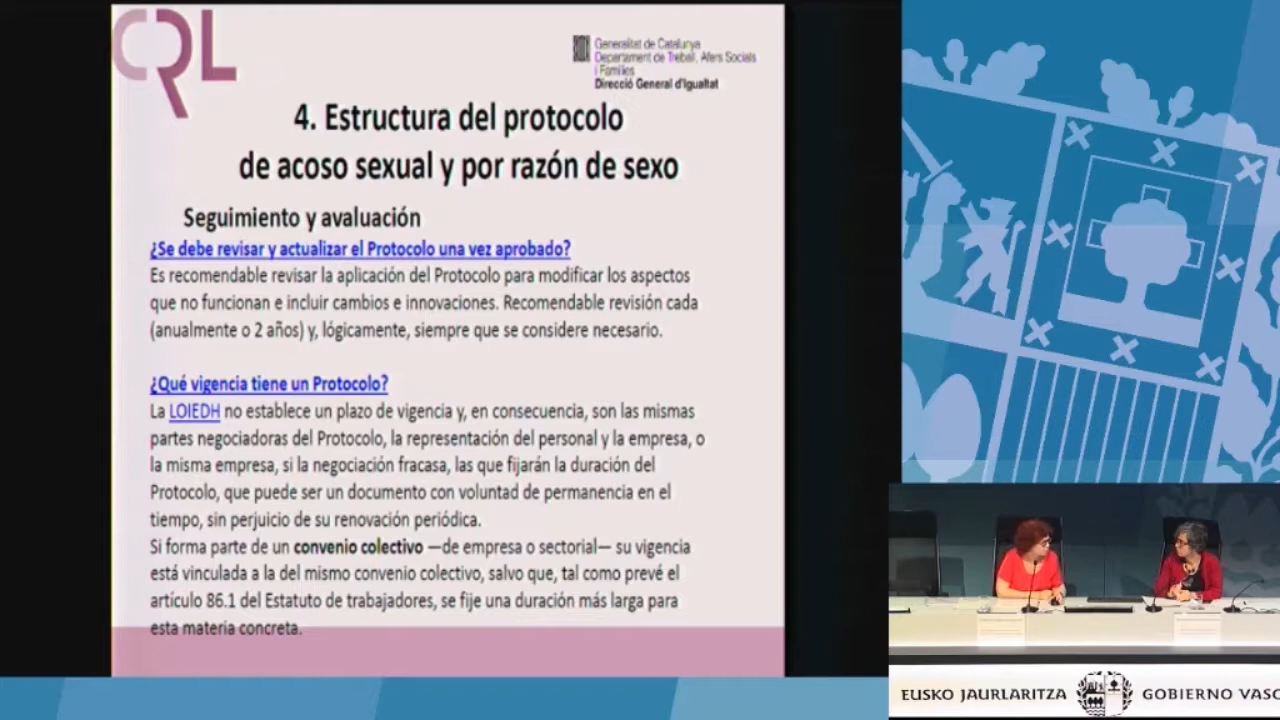 CRL
Generalitat de Catalunya
Departament de Treball, Afers Socials
i Famílies
Direcció General d'Igualtat
4. Estructura del protocolo
de acoso sexual y por razón de sexo
Seguimiento y avaluación
¿Se debe revisar y actualizar el Protocolo una vez aprobado?
Es recomendable revisar la aplicación del Protocolo para modificar los aspectos
que no funcionan e incluir cambios e innovaciones. Recomendable revisión cada
(anualmente o 2 años) y, lógicamente, siempre que se considere necesario.
¿Qué vigencia tiene un Protocolo?
La LOIEDH no establece un plazo de vigencia y, en consecuencia, son las mismas
partes negociadoras del Protocolo, la representación del personal y la empresa, o
la misma empresa, si la negociación fracasa, las que fijarán la duración del
Protocolo, que puede ser un documento con voluntad de permanencia en el
tiempo, sin perjuicio de su renovación periódica.
Si forma parte de un convenio colectivo —de empresa o sectorial— su vigencia
está vinculada a la del mismo convenio colectivo, salvo que, tal como prevé el
artículo 86.1 del Estatuto de trabajadores, se fije una duración más larga para
esta materia concreta.
EUSKO JAURLARITZA GOBIERNO VASC